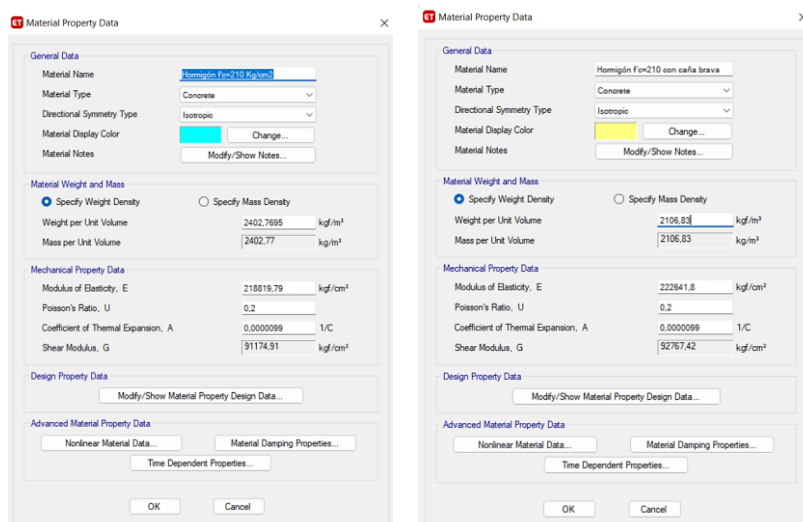 ET Material Property Data
General Data
Material Name Hormigón f'c=210 Kg/cm2
Material Type Concrete
Directional Symmetry Type Isotropic
Material Display Color Change...
Material Notes Modify/Show Notes...
Material Weight and Mass
Specify Weight Density Specify Mass Density
Weight per Unit Volume 2402,7695 kgf/m³
Mass per Unit Volume 2402,77 kg/m³
Mechanical Property Data
Modulus of Elasticity, E 218819,79 kgf/cm²
Poisson's Ratio, U 0,2
Coefficient of Thermal Expansion, A 0,0000099 1/C
Shear Modulus, G 91174,91 kgf/cm²
Design Property Data
Modify/Show Material Property Design Data...
Advanced Material Property Data
Nonlinear Material Data... Material Damping Properties...
Time Dependent Properties...
OK Cancel
ET Material Property Data
General Data
Material Name Hormigón f'c=210 con caña brava
Material Type Concrete
Directional Symmetry Type Isotropic
Material Display Color Change...
Material Notes Modify/Show Notes...
Material Weight and Mass
Specify Weight Density Specify Mass Density
Weight per Unit Volume 2106,83 kgf/m³
Mass per Unit Volume 2106,83 kg/m³
Mechanical Property Data
Modulus of Elasticity, E 222641,8 kgf/cm²
Poisson's Ratio, U 0,2
Coefficient of Thermal Expansion, A 0,0000099 1/C
Shear Modulus, G 92767,42 kgf/cm²
Design Property Data
Modify/Show Material Property Design Data...
Advanced Material Property Data
Nonlinear Material Data... Material Damping Properties...
Time Dependent Properties...
OK Cancel